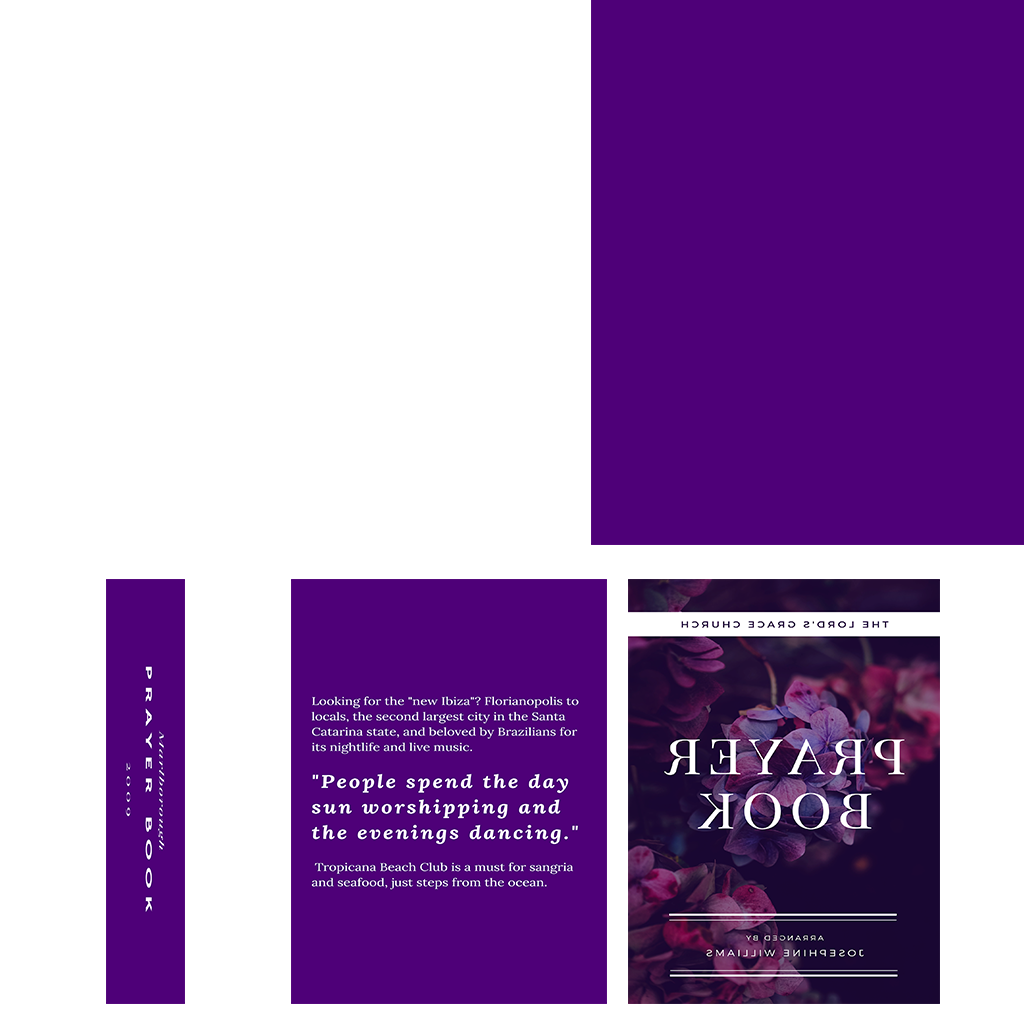 Marlborough
PRAYER BOOK
2009
Looking for the "new Ibiza"? Florianopolis to
locals, the second largest city in the Santa
Catarina state, and beloved by Brazilians for
its nightlife and live music.
"People spend the day
sun worshipping and
the evenings dancing."
Tropicana Beach Club is a must for sangria
and seafood, just steps from the ocean.
THE LORD'S GRACE CHURCH
PRAYER
BOOK
ARRANGED BY
JOSEPHINE WILLIAMS